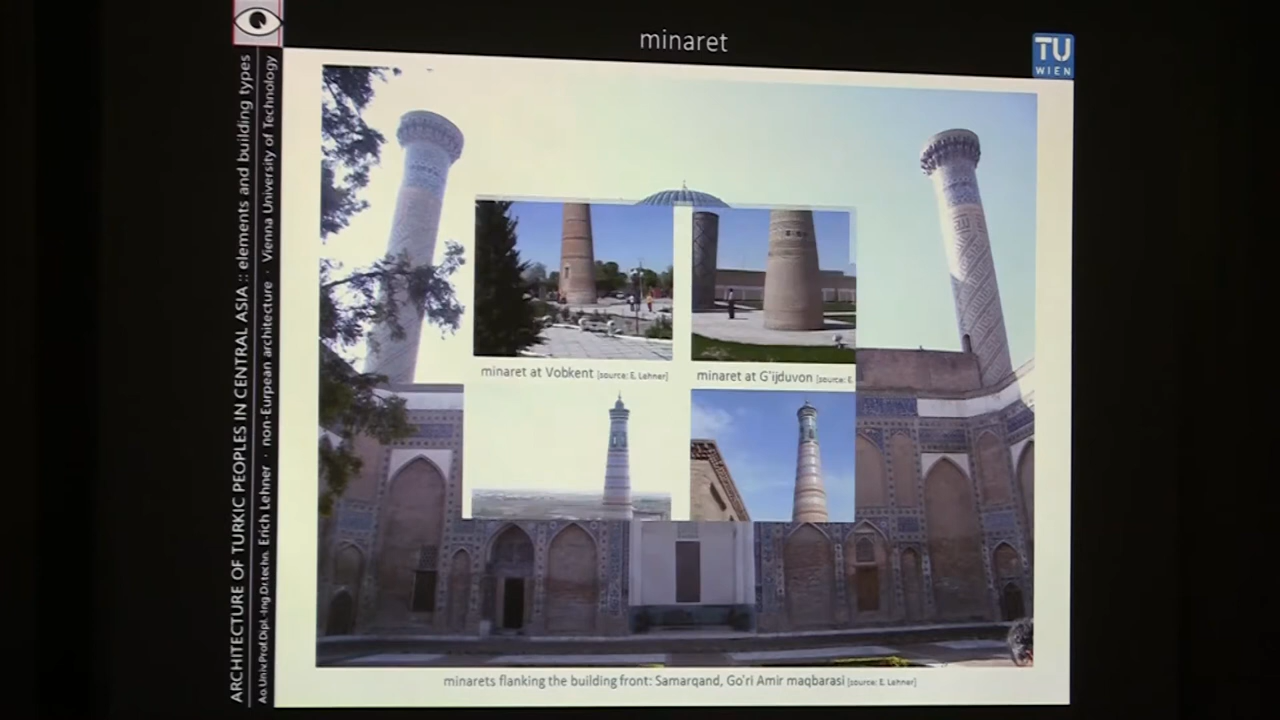 minaret
TU
WIEN
ARCHITECTURE OF TURKIC PEOPLES IN CENTRAL ASIA :: elements and building types
Ao.Univ.Prof.Dipl.-Ing Dr.techn. Erich Lehner · non-Eurpean architecture · Vienna University of Technology
minaret at Vobkent [source: E. Lehner]
minaret at G'ijduvon [source: E.
minarets flanking the building front: Samarqand, Go'ri Amir maqbarasi [source: E. Lehner]